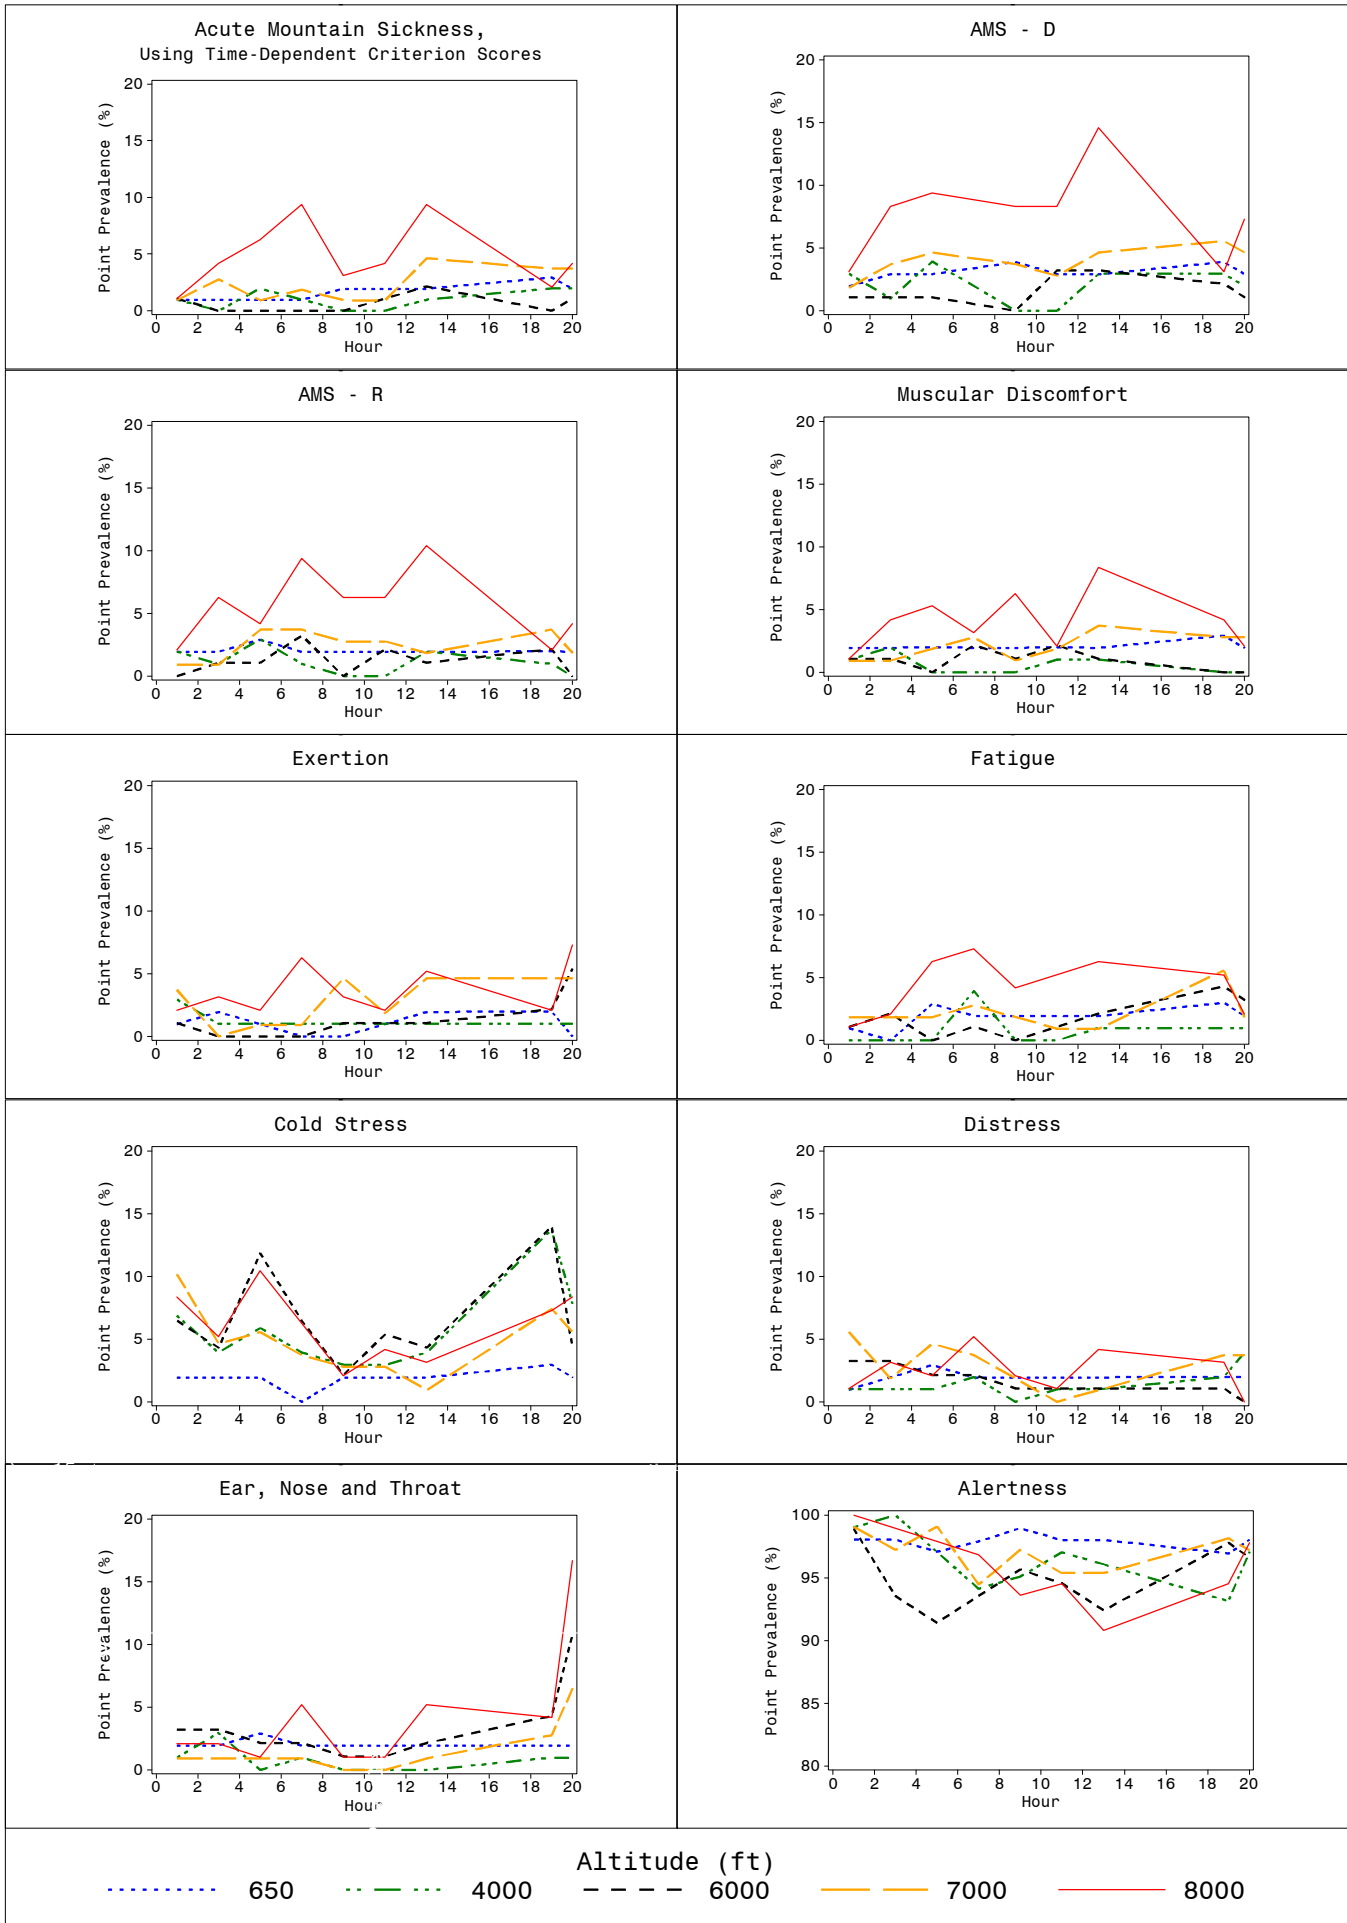 Acute Mountain Sickness,
Using Time-Dependent Criterion Scores
Point Prevalence (%)
20
15
10
5
0
0 2 4 6 8 10 12 14 16 18 20
Hour
AMS - D
Point Prevalence (%)
20
15
10
5
0
0 2 4 6 8 10 12 14 16 18 20
Hour
AMS - R
Point Prevalence (%)
20
15
10
5
0
0 2 4 6 8 10 12 14 16 18 20
Hour
Muscular Discomfort
Point Prevalence (%)
20
15
10
5
0
0 2 4 6 8 10 12 14 16 18 20
Hour
Exertion
Point Prevalence (%)
20
15
10
5
0
0 2 4 6 8 10 12 14 16 18 20
Hour
Fatigue
Point Prevalence (%)
20
15
10
5
0
0 2 4 6 8 10 12 14 16 18 20
Hour
Cold Stress
Point Prevalence (%)
20
15
10
5
0
0 2 4 6 8 10 12 14 16 18 20
Hour
Distress
Point Prevalence (%)
20
15
10
5
0
0 2 4 6 8 10 12 14 16 18 20
Hour
Ear, Nose and Throat
Point Prevalence (%)
20
15
10
5
0
0 2 4 6 8 10 12 14 16 18 20
Hour
Alertness
Point Prevalence (%)
100
95
90
85
80
0 2 4 6 8 10 12 14 16 18 20
Hour
Altitude (ft)
650 4000 6000 7000 8000